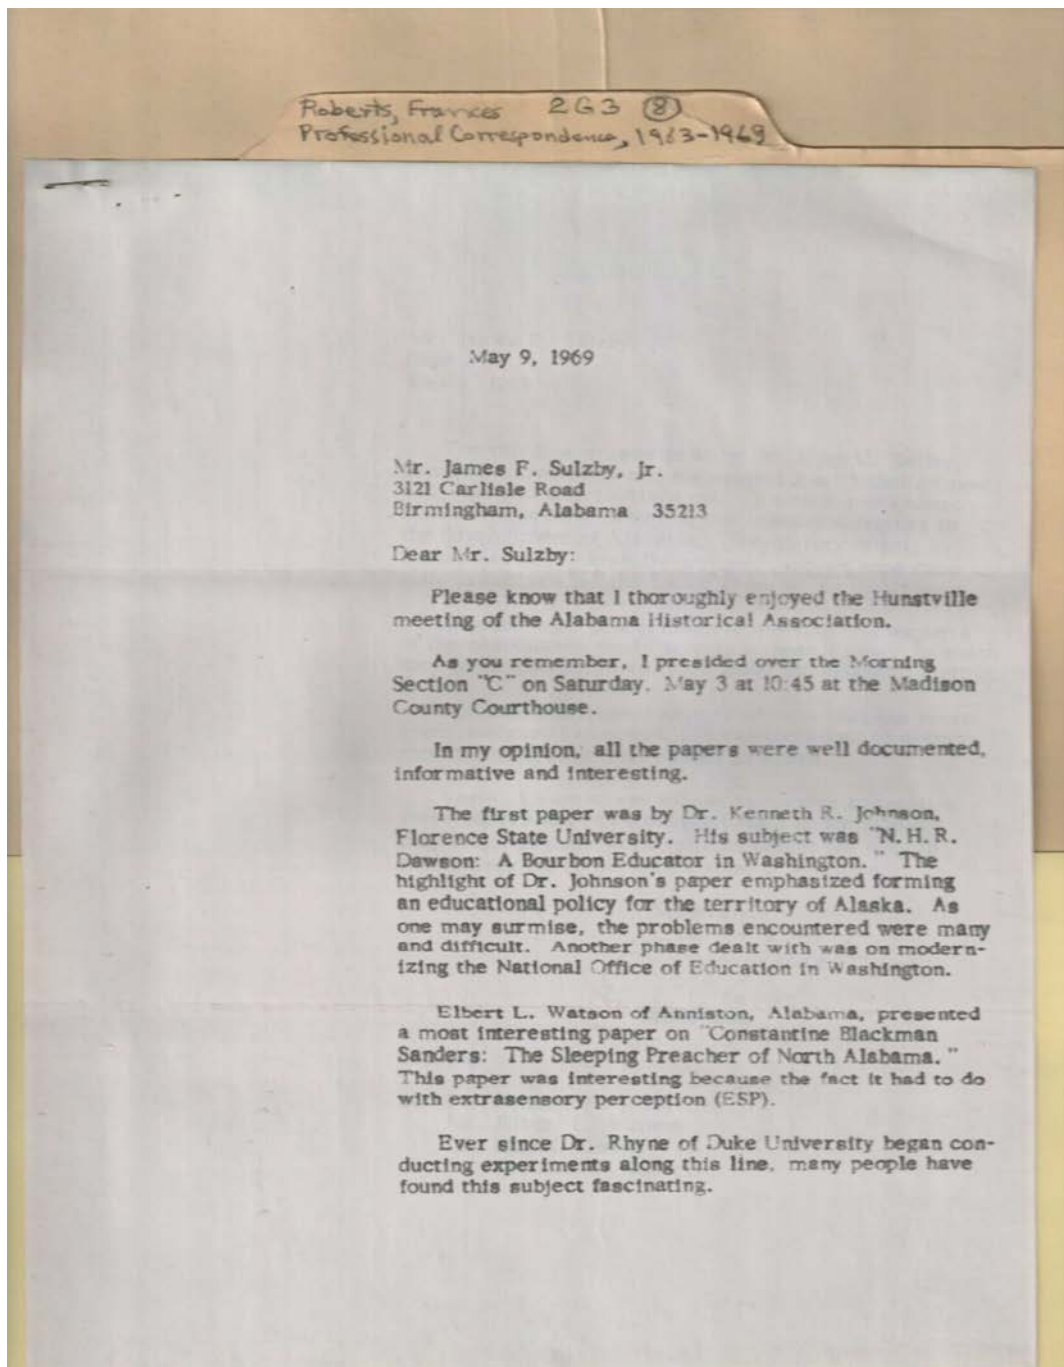 Roberts, Frances 2G3 8
Professional Correspondence, 1963-1969
May 9, 1969
Mr. James F. Sulzby, Jr.
3121 Carlisle Road
Birmingham, Alabama 35213
Dear Mr. Sulzby:
Please know that I thoroughly enjoyed the Hunstville
meeting of the Alabama Historical Association.
As you remember, I presided over the Morning
Section "C" on Saturday, May 3 at 10:45 at the Madison
County Courthouse.
In my opinion, all the papers were well documented,
informative and interesting.
The first paper was by Dr. Kenneth R. Johnson,
Florence State University. His subject was "N. H. R.
Dawson: A Bourbon Educator in Washington." The
highlight of Dr. Johnson's paper emphasized forming
an educational policy for the territory of Alaska. As
one may surmise, the problems encountered were many
and difficult. Another phase dealt with was on modern-
izing the National Office of Education in Washington.
Elbert L. Watson of Anniston, Alabama, presented
a most interesting paper on "Constantine Blackman
Sanders: The Sleeping Preacher of North Alabama."
This paper was interesting because the fact it had to do
with extrasensory perception (ESP).
Ever since Dr. Rhyne of Duke University began con-
ducting experiments along this line, many people have
found this subject fascinating.